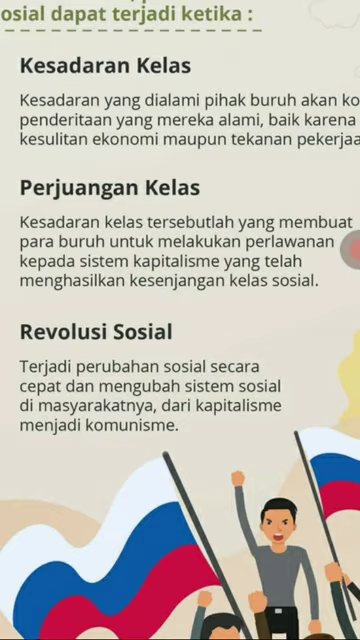 osial dapat terjadi ketika :
Kesadaran Kelas
Kesadaran yang dialami pihak buruh akan ko
penderitaan yang mereka alami, baik karena
kesulitan ekonomi maupun tekanan pekerjaa
Perjuangan Kelas
Kesadaran kelas tersebutlah yang membuat
para buruh untuk melakukan perlawanan
kepada sistem kapitalisme yang telah
menghasilkan kesenjangan kelas sosial.
Revolusi Sosial
Terjadi perubahan sosial secara
cepat dan mengubah sistem sosial
di masyarakatnya, dari kapitalisme
menjadi komunisme.